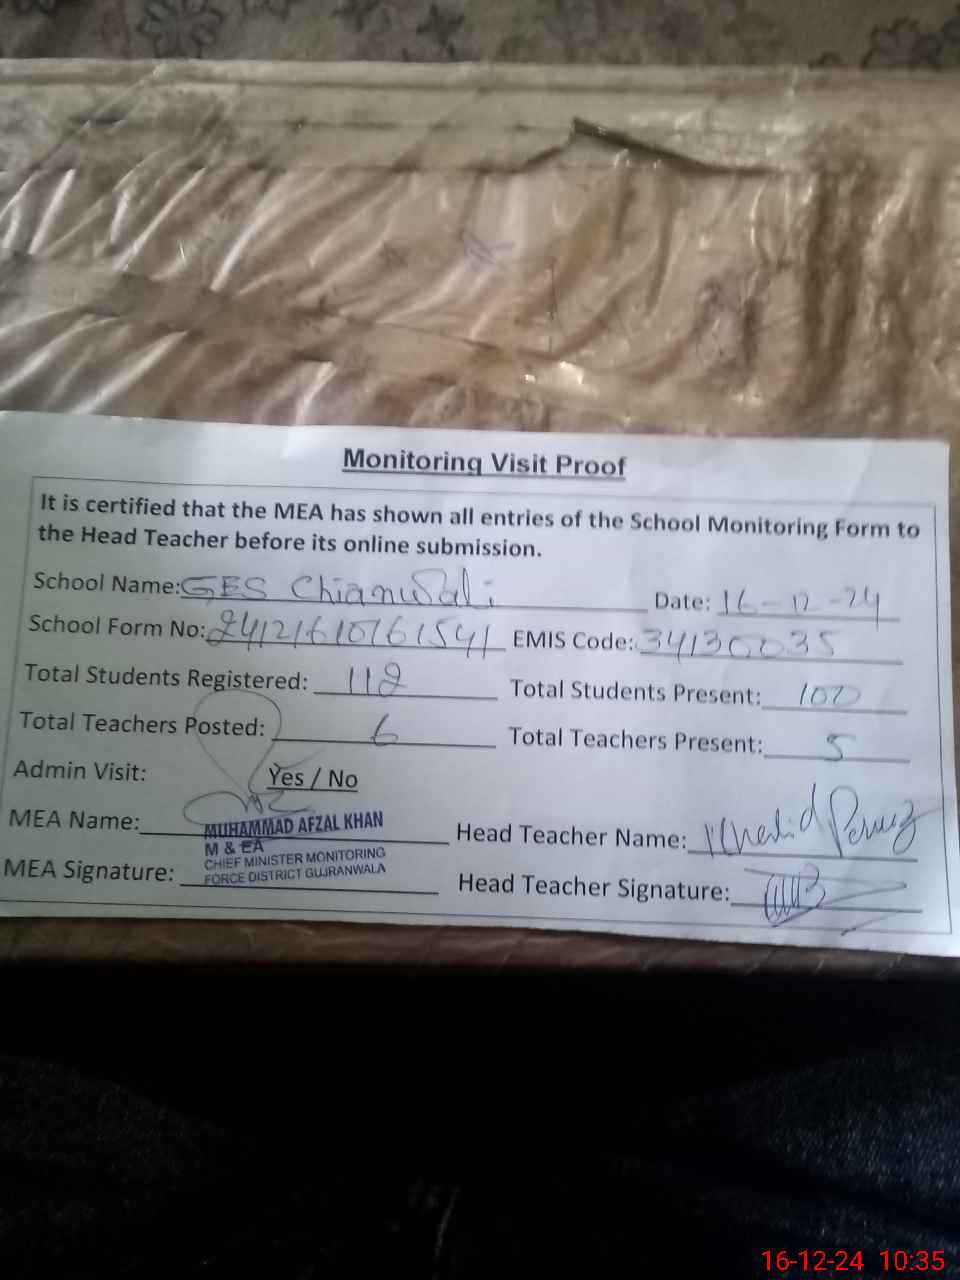 Monitoring Visit Proof
It is certified that the MEA has shown all entries of the School Monitoring Form to
the Head Teacher before its online submission.
School Name: GES Chianwali Date: 16-12-24
School Form No: 24121610161541 EMIS Code: 34130035
Total Students Registered: 112 Total Students Present: 100
Total Teachers Posted: 6 Total Teachers Present: 5
Admin Visit: Yes / No
MEA Name: MUHAMMAD AFZAL KHAN Head Teacher Name: Khalid Pervez
M & EA
CHIEF MINISTER MONITORING
MEA Signature: FORCE DISTRICT GUJRANWALA Head Teacher Signature:
16-12-24 10:35